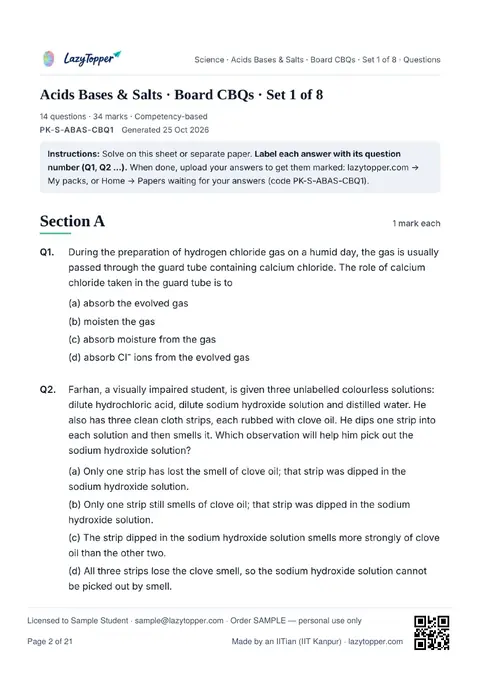 LazyTopper
Science · Acids Bases & Salts · Board CBQs · Set 1 of 8 · Questions
Acids Bases & Salts · Board CBQs · Set 1 of 8
14 questions · 34 marks · Competency-based
PK-S-ABAS-CBQ1 Generated 25 Oct 2026
Instructions: Solve on this sheet or separate paper. Label each answer with its question
number (Q1, Q2 ...). When done, upload your answers to get them marked: lazytopper.com →
My packs, or Home → Papers waiting for your answers (code PK-S-ABAS-CBQ1).
Section A
1 mark each
Q1. During the preparation of hydrogen chloride gas on a humid day, the gas is usually
passed through the guard tube containing calcium chloride. The role of calcium
chloride taken in the guard tube is to
(a) absorb the evolved gas
(b) moisten the gas
(c) absorb moisture from the gas
(d) absorb Cl⁻ ions from the evolved gas
Q2. Farhan, a visually impaired student, is given three unlabelled colourless solutions:
dilute hydrochloric acid, dilute sodium hydroxide solution and distilled water. He
also has three clean cloth strips, each rubbed with clove oil. He dips one strip into
each solution and then smells it. Which observation will help him pick out the
sodium hydroxide solution?
(a) Only one strip has lost the smell of clove oil; that strip was dipped in the
sodium hydroxide solution.
(b) Only one strip still smells of clove oil; that strip was dipped in the sodium
hydroxide solution.
(c) The strip dipped in the sodium hydroxide solution smells more strongly of clove
oil than the other two.
(d) All three strips lose the clove smell, so the sodium hydroxide solution cannot
be picked out by smell.
Licensed to Sample Student · sample@lazytopper.com · Order SAMPLE — personal use only
Page 2 of 21
Made by an IITian (IIT Kanpur) · lazytopper.com